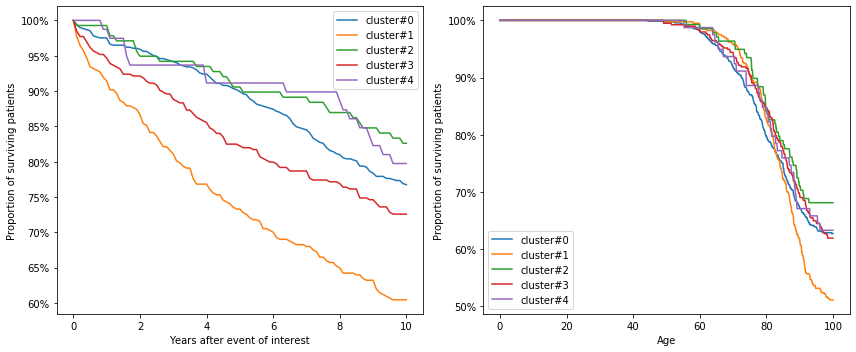 100%
95%
90%
85%
80%
75%
70%
65%
60%
Proportion of surviving patients
0
2
4
6
8
10
Years after event of interest
cluster#0
cluster#1
cluster#2
cluster#3
cluster#4
100%
90%
80%
70%
60%
50%
Proportion of surviving patients
0
20
40
60
80
100
Age
cluster#0
cluster#1
cluster#2
cluster#3
cluster#4